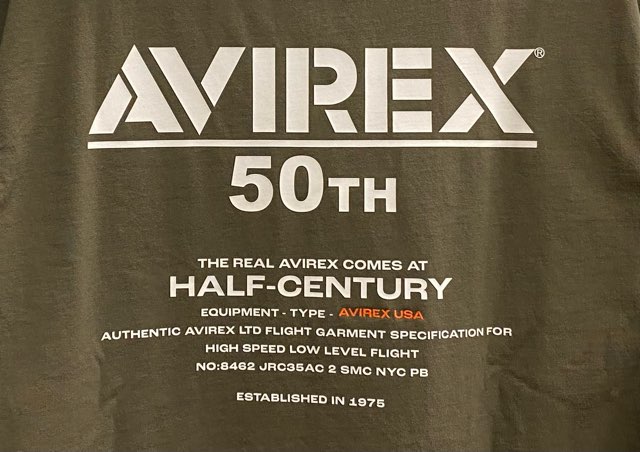 AVIREX®
50TH
THE REAL AVIREX COMES AT
HALF-CENTURY
EQUIPMENT - TYPE - AVIREX USA
AUTHENTIC AVIREX LTD FLIGHT GARMENT SPECIFICATION FOR
HIGH SPEED LOW LEVEL FLIGHT
NO:8462 JRC35AC 2 SMC NYC PB
ESTABLISHED IN 1975